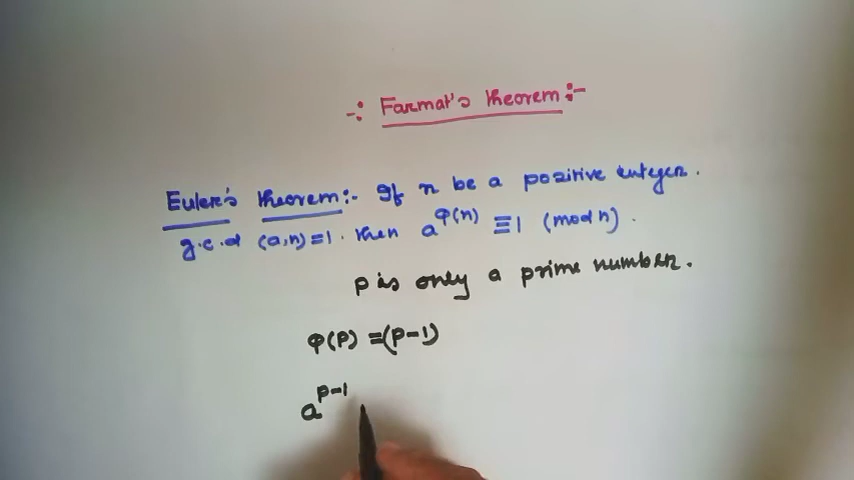 -: Farmat's theorem :-
Euler's theorem:- If n be a positive integer.
g.c.d (a,n)=1. then a^φ(n) ≡1 (mod n).
p is only a prime number.
φ(P) =(p-1)
a^p-1